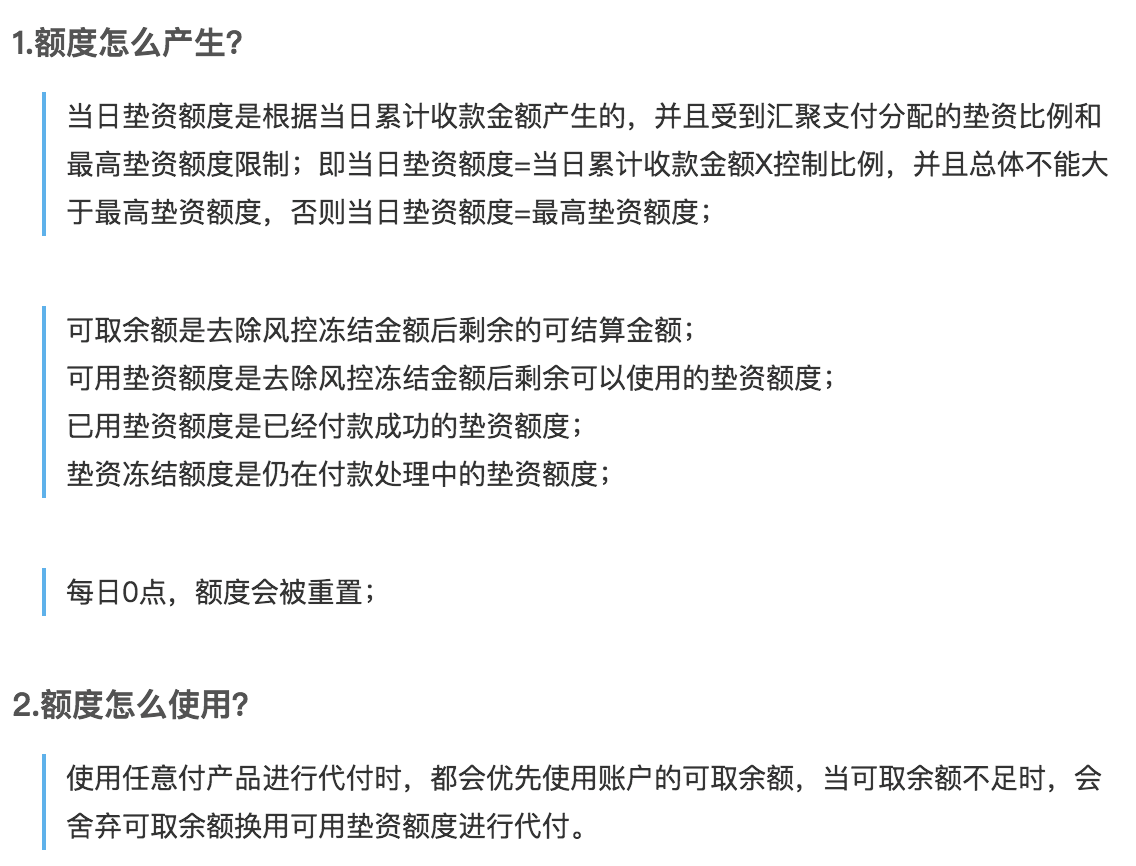 1.额度怎么产生？
当日垫资额度是根据当日累计收款金额产生的，并且受到汇聚支付分配的垫资比例和
最高垫资额度限制；即当日垫资额度=当日累计收款金额X控制比例，并且总体不能大
于最高垫资额度，否则当日垫资额度=最高垫资额度；
可取余额是去除风控冻结金额后剩余的可结算金额；
可用垫资额度是去除风控冻结金额后剩余可以使用的垫资额度；
已用垫资额度是已经付款成功的垫资额度；
垫资冻结额度是仍在付款处理中的垫资额度；
每日0点，额度会被重置；
2.额度怎么使用？
使用任意付产品进行代付时，都会优先使用账户的可取余额，当可取余额不足时，会
舍弃可取余额换用可用垫资额度进行代付。